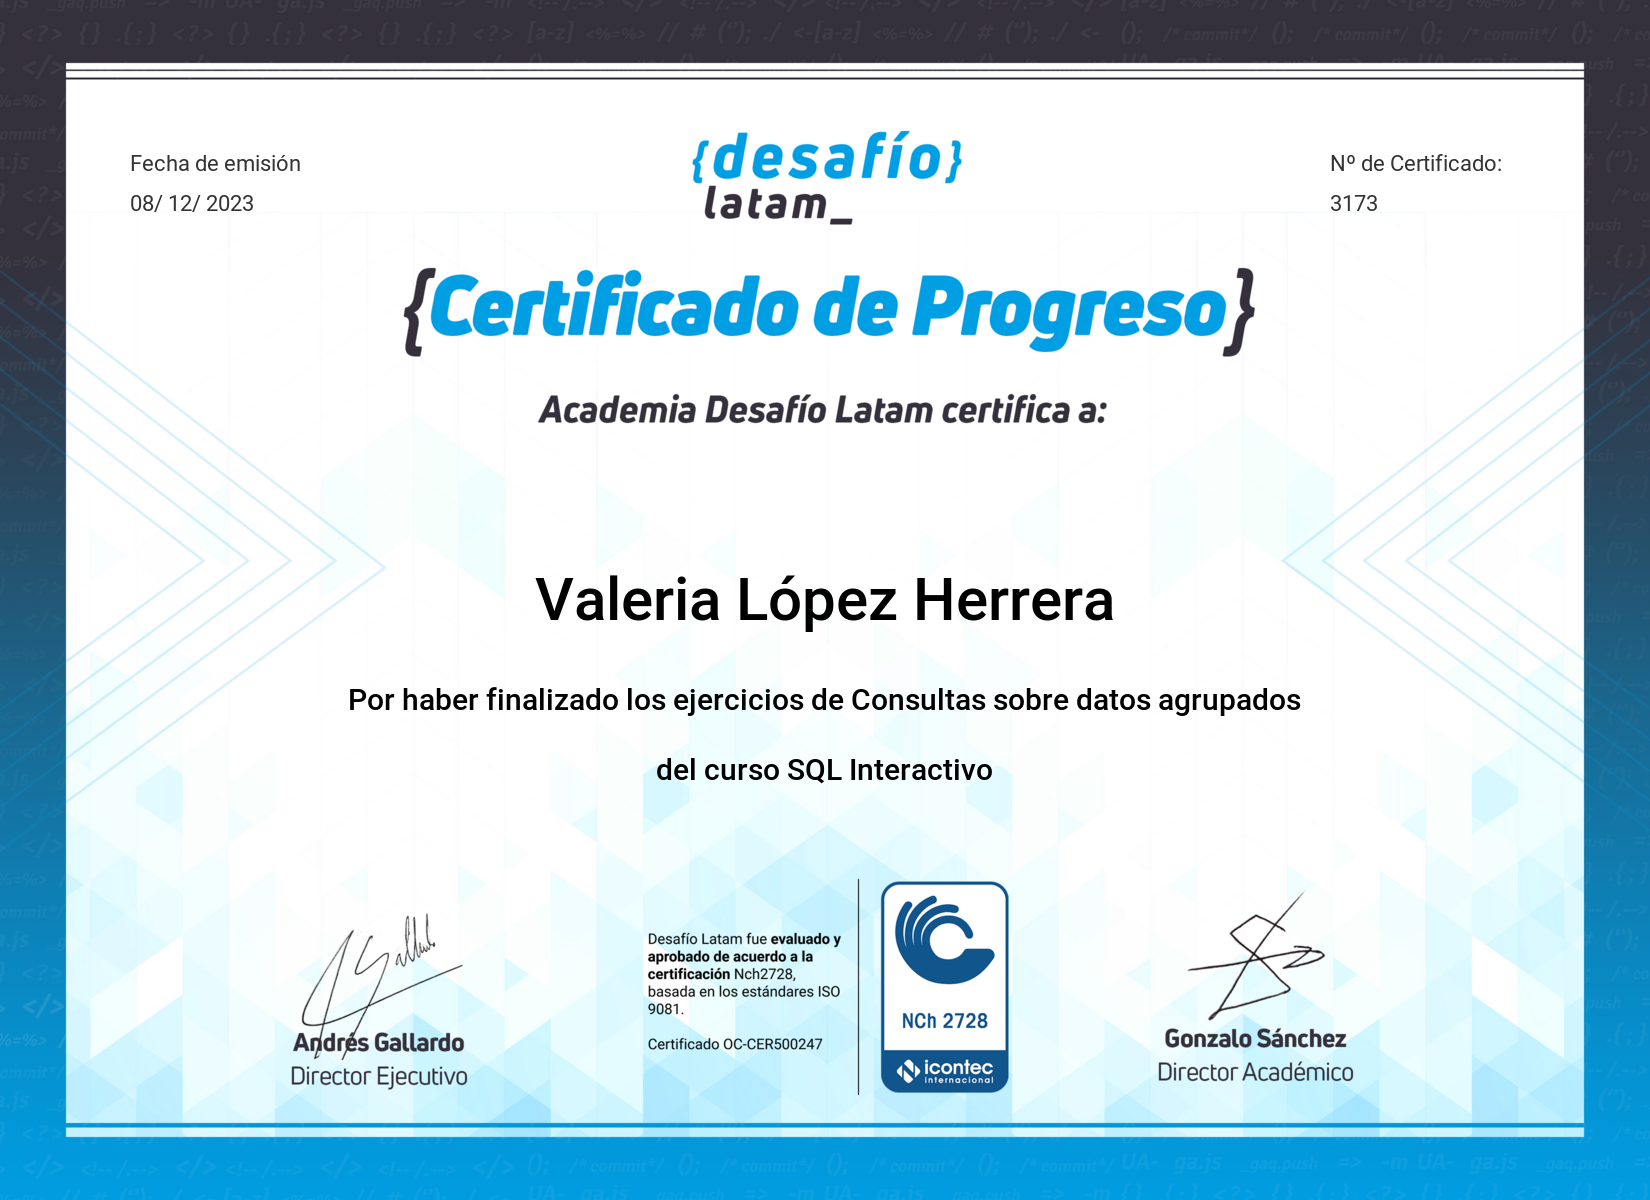 Fecha de emisión
08/ 12/ 2023
{desafío}
latam_
Nº de Certificado:
3173
{Certificado de Progreso}
Academia Desafío Latam certifica a:
Valeria López Herrera
Por haber finalizado los ejercicios de Consultas sobre datos agrupados
del curso SQL Interactivo
Andrés Gallardo
Director Ejecutivo
Desafío Latam fue evaluado y
aprobado de acuerdo a la
certificación Nch2728,
basada en los estándares ISO
9081.
Certificado OC-CER500247
NCh 2728
icontec
internacional
Gonzalo Sánchez
Director Académico